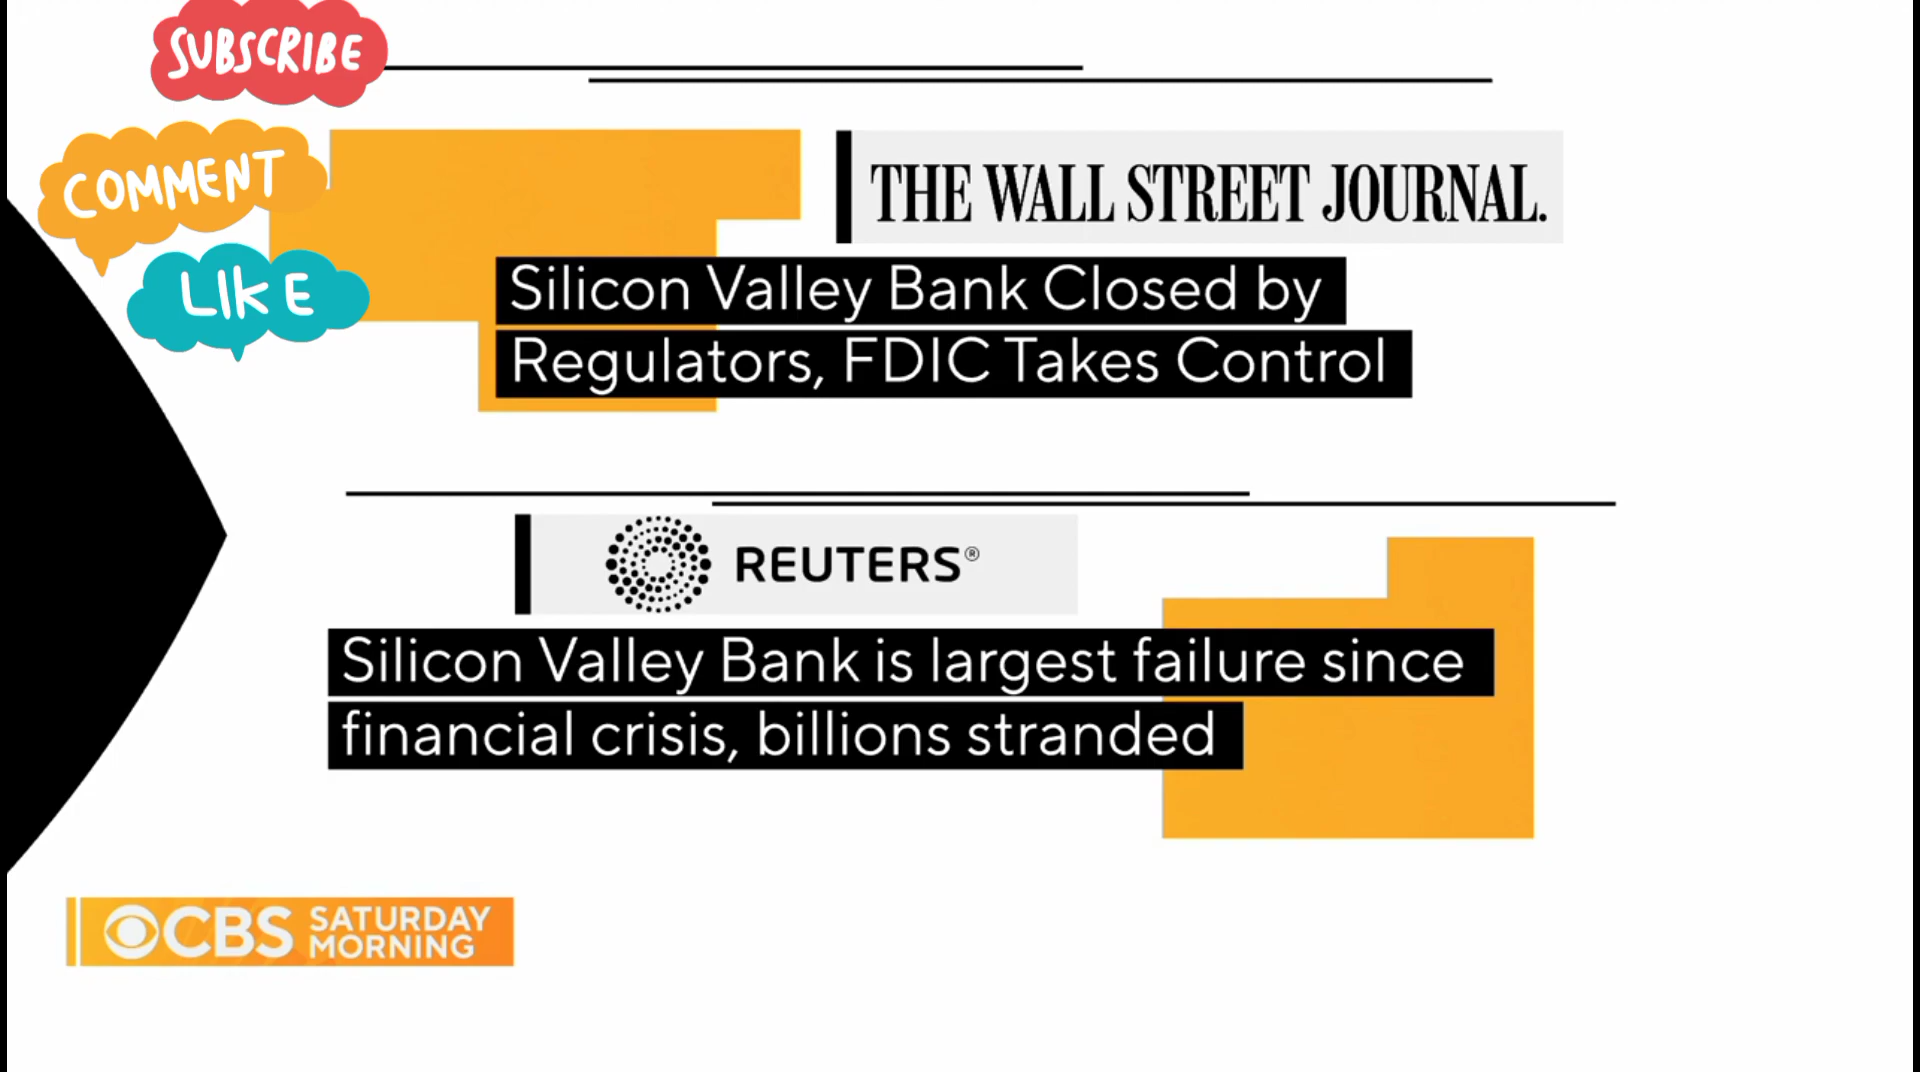 SUBSCRIBE
COMMENT
LIKE
THE WALL STREET JOURNAL.
Silicon Valley Bank Closed by
Regulators, FDIC Takes Control
REUTERS®
Silicon Valley Bank is largest failure since
financial crisis, billions stranded
CBS SATURDAY
MORNING